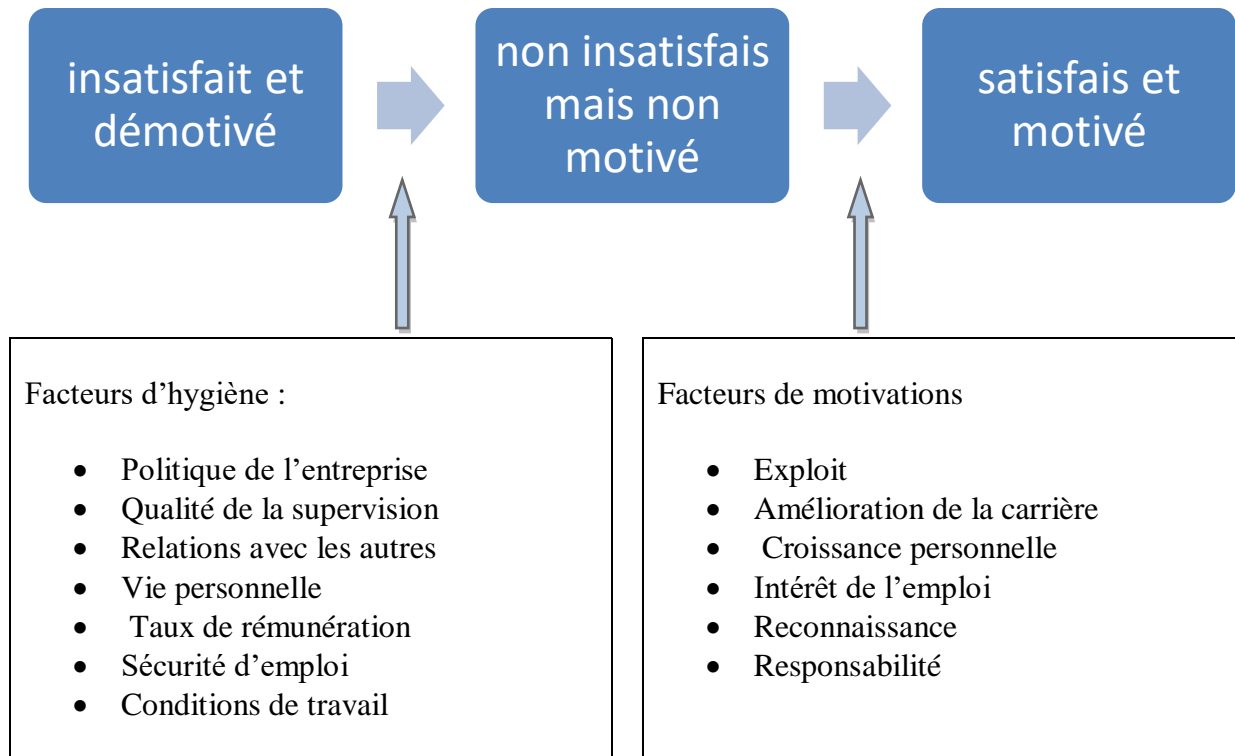 insatisfait et
démotivé
non insatisfais
mais non
motivé
satisfais et
motivé
Facteurs d’hygiène :
• Politique de l’entreprise
• Qualité de la supervision
• Relations avec les autres
• Vie personnelle
• Taux de rémunération
• Sécurité d’emploi
• Conditions de travail
Facteurs de motivations
• Exploit
• Amélioration de la carrière
• Croissance personnelle
• Intérêt de l’emploi
• Reconnaissance
• Responsabilité